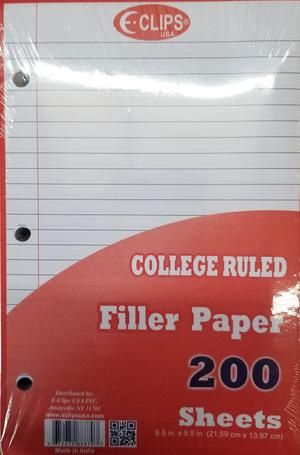 E-CLIPS®
USA
COLLEGE RULED
Filler Paper
200
Sheets
8.5 in. x 5.5 in. (21.59 cm x 13.97 cm)
Distributed by:
E-Clips USA INC.
Amityville NY 11701
www.eclipsusa.com
Made in India